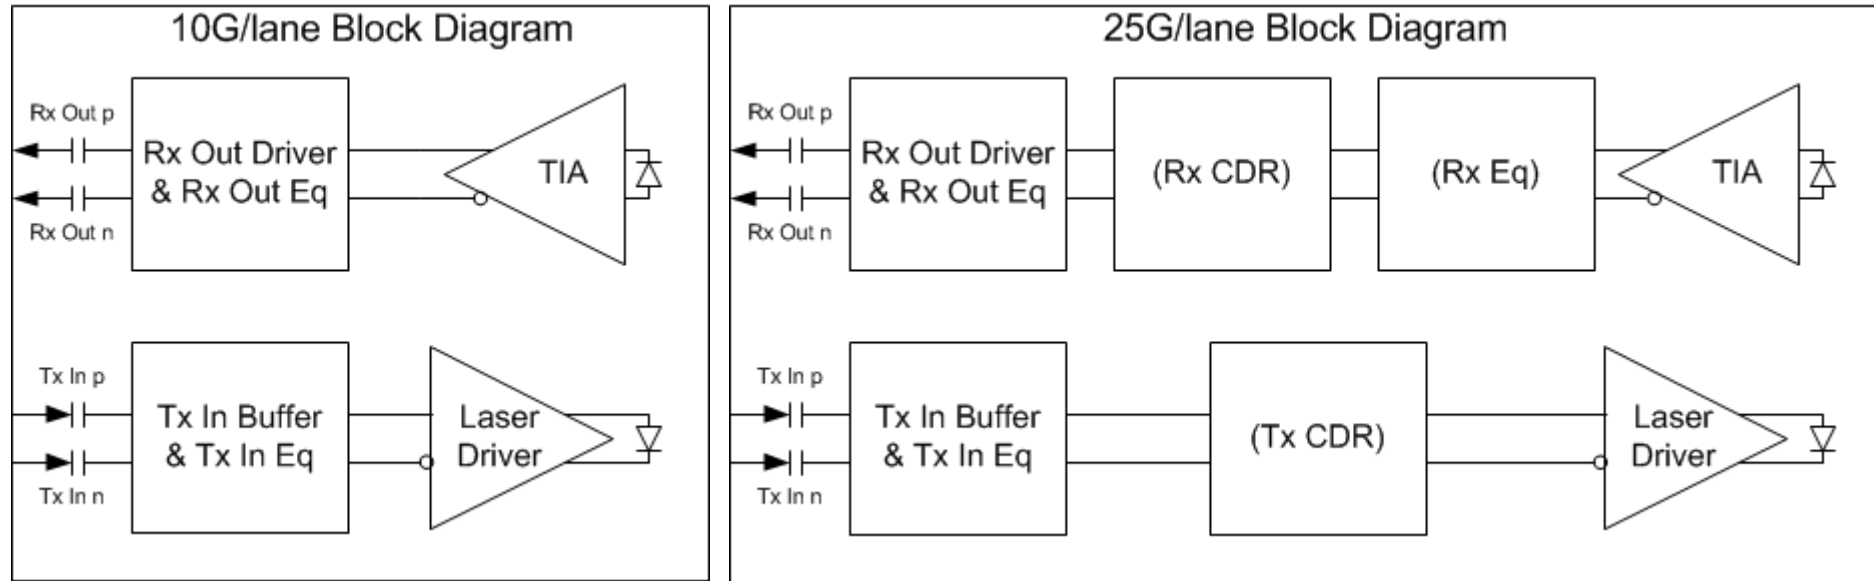 10G/lane Block Diagram
Rx Out p
Rx Out Driver
& Rx Out Eq
TIA
Rx Out n
Tx In p
Tx In Buffer
& Tx In Eq
Laser
Driver
Tx In n
25G/lane Block Diagram
Rx Out p
Rx Out Driver
& Rx Out Eq
(Rx CDR)
(Rx Eq)
TIA
Rx Out n
Tx In p
Tx In Buffer
& Tx In Eq
(Tx CDR)
Laser
Driver
Tx In n